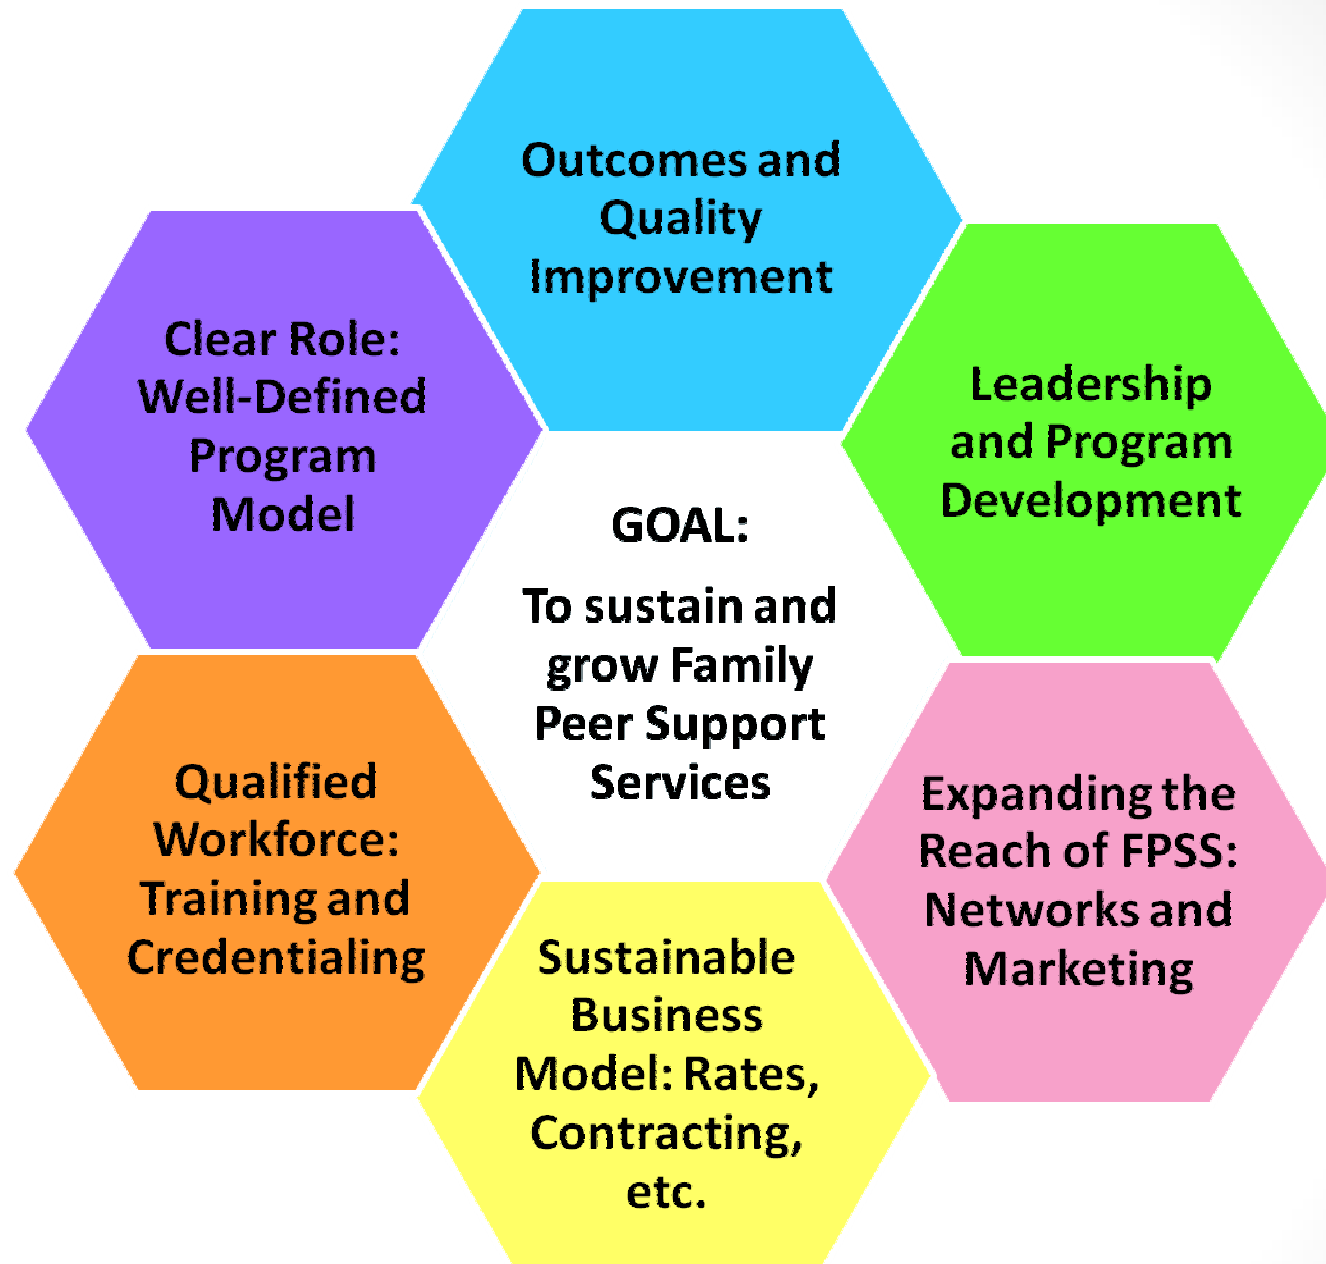 Outcomes and
Quality
Improvement
Clear Role:
Well-Defined
Program
Model
Leadership
and Program
Development
GOAL:
To sustain and
grow Family
Peer Support
Services
Qualified
Workforce:
Training and
Credentialing
Expanding the
Reach of FPSS:
Networks and
Marketing
Sustainable
Business
Model: Rates,
Contracting,
etc.